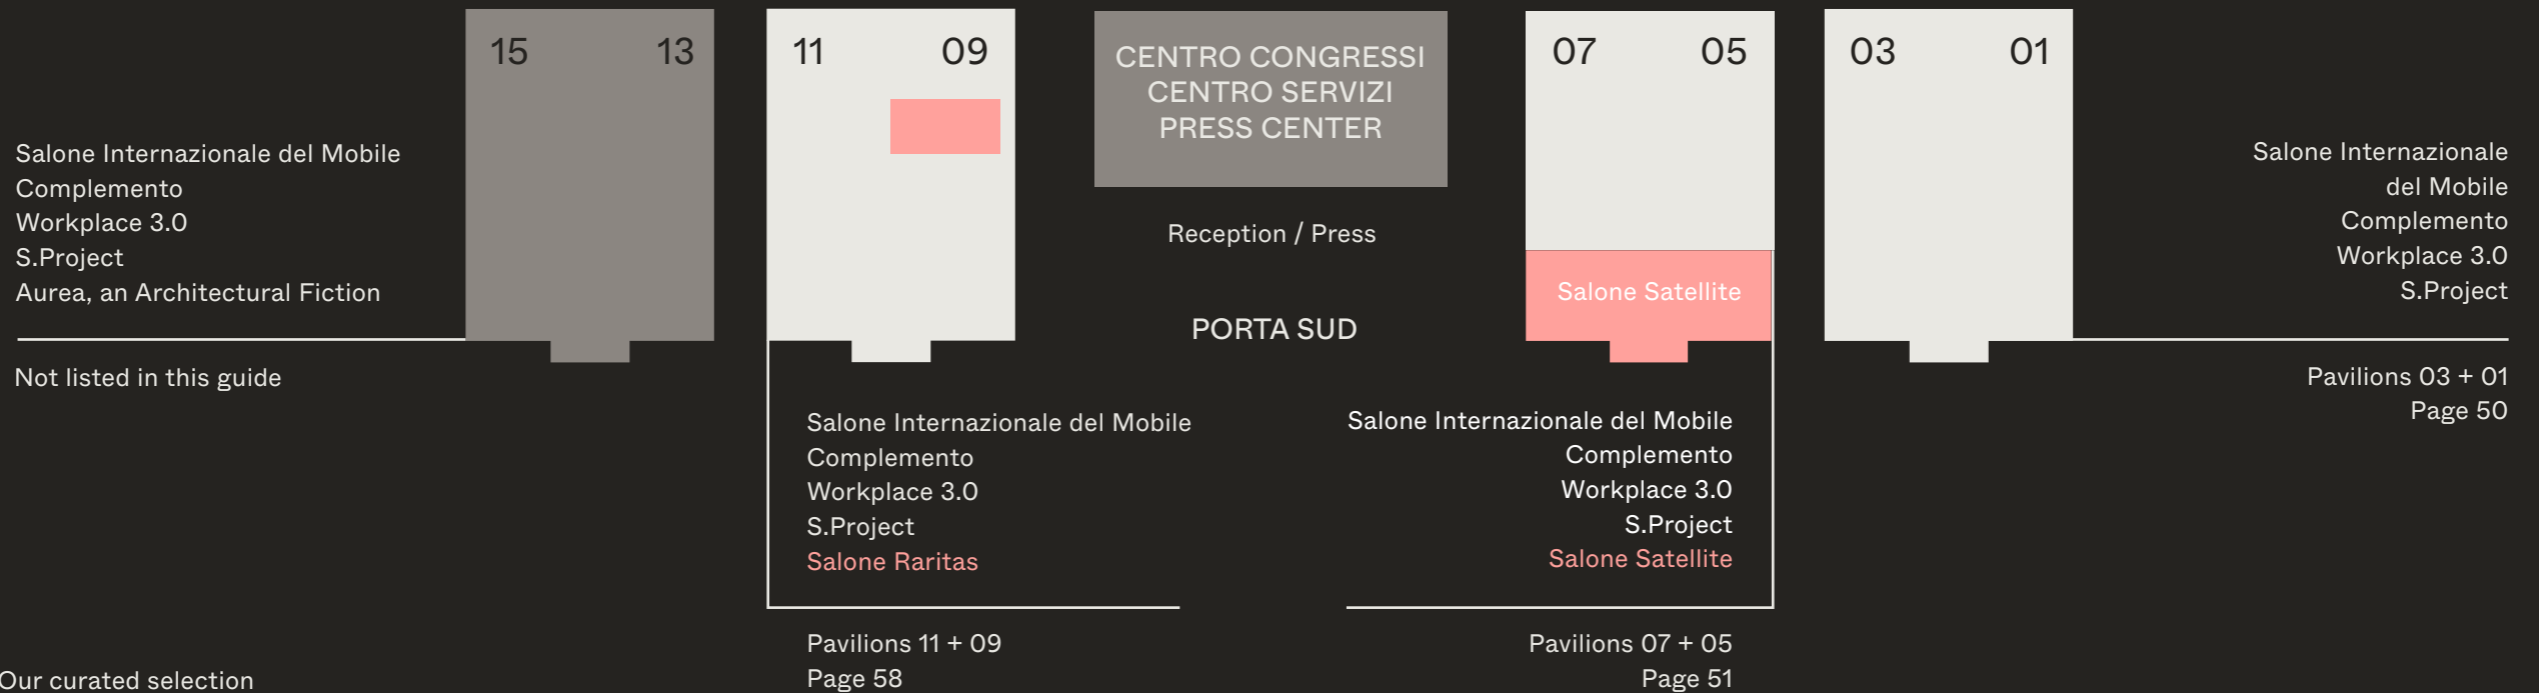 15 13
11 09
CENTRO CONGRESSI
CENTRO SERVIZI
PRESS CENTER
07 05
03 01
Salone Internazionale del Mobile
Complemento
Workplace 3.0
S.Project
Aurea, an Architectural Fiction
Not listed in this guide
Reception / Press
PORTA SUD
Salone Satellite
Salone Internazionale
del Mobile
Complemento
Workplace 3.0
S.Project
Pavilions 03 + 01
Page 50
Salone Internazionale del Mobile
Complemento
Workplace 3.0
S.Project
Salone Raritas
Pavilions 11 + 09
Page 58
Salone Internazionale del Mobile
Complemento
Workplace 3.0
S.Project
Salone Satellite
Pavilions 07 + 05
Page 51
Our curated selection